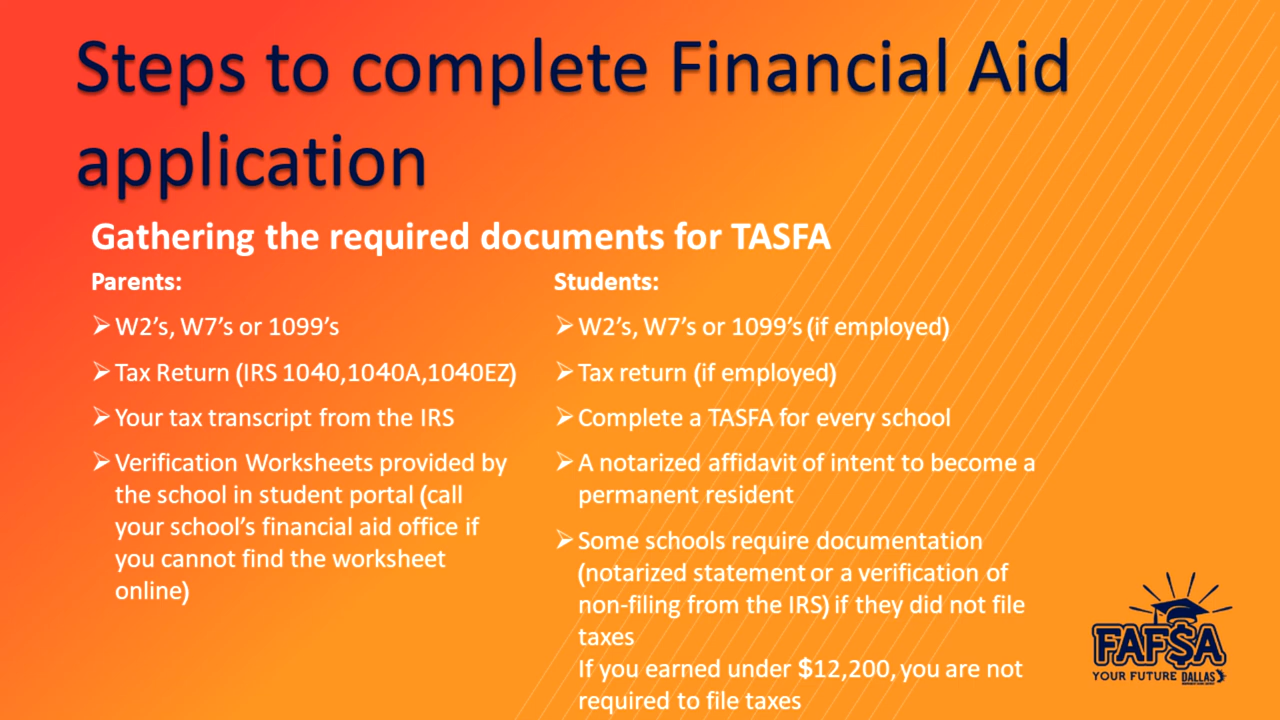 Steps to complete Financial Aid
application
Gathering the required documents for TASFA
Parents:
➢ W2’s, W7’s or 1099’s
➢ Tax Return (IRS 1040,1040A,1040EZ)
➢ Your tax transcript from the IRS
➢ Verification Worksheets provided by
the school in student portal (call
your school’s financial aid office if
you cannot find the worksheet
online)
Students:
➢ W2’s, W7’s or 1099’s (if employed)
➢ Tax return (if employed)
➢ Complete a TASFA for every school
➢ A notarized affidavit of intent to become a
permanent resident
➢ Some schools require documentation
(notarized statement or a verification of
non-filing from the IRS) if they did not file
taxes
If you earned under $12,200, you are not
required to file taxes
FAF$A
YOUR FUTURE DALLAS